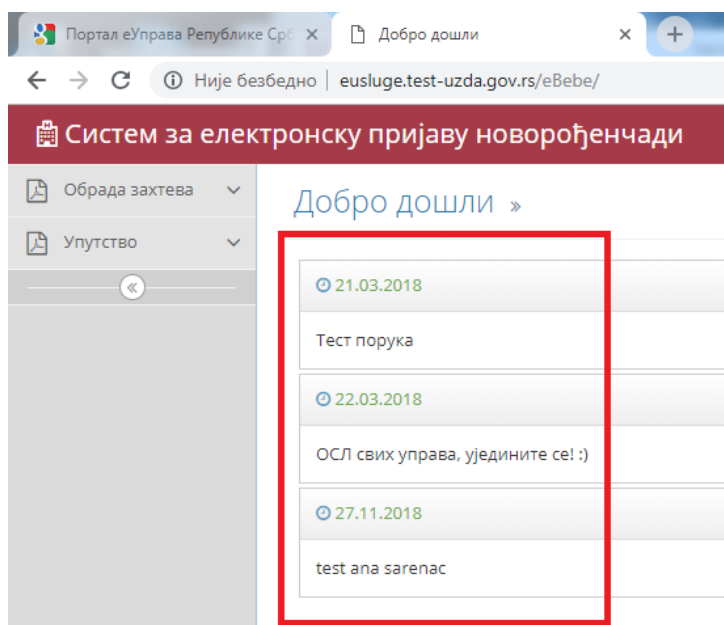 Портал еУправа Републике Срб
Добро дошли
Није безбедно | eusluge.test-uzda.gov.rs/eBebe/
Систем за електронску пријаву новорођенчади
Обрада захтева
Упутство
Добро дошли »
21.03.2018
Тест порука
22.03.2018
ОСЛ свих управа, уједините се! :)
27.11.2018
test ana sarenac